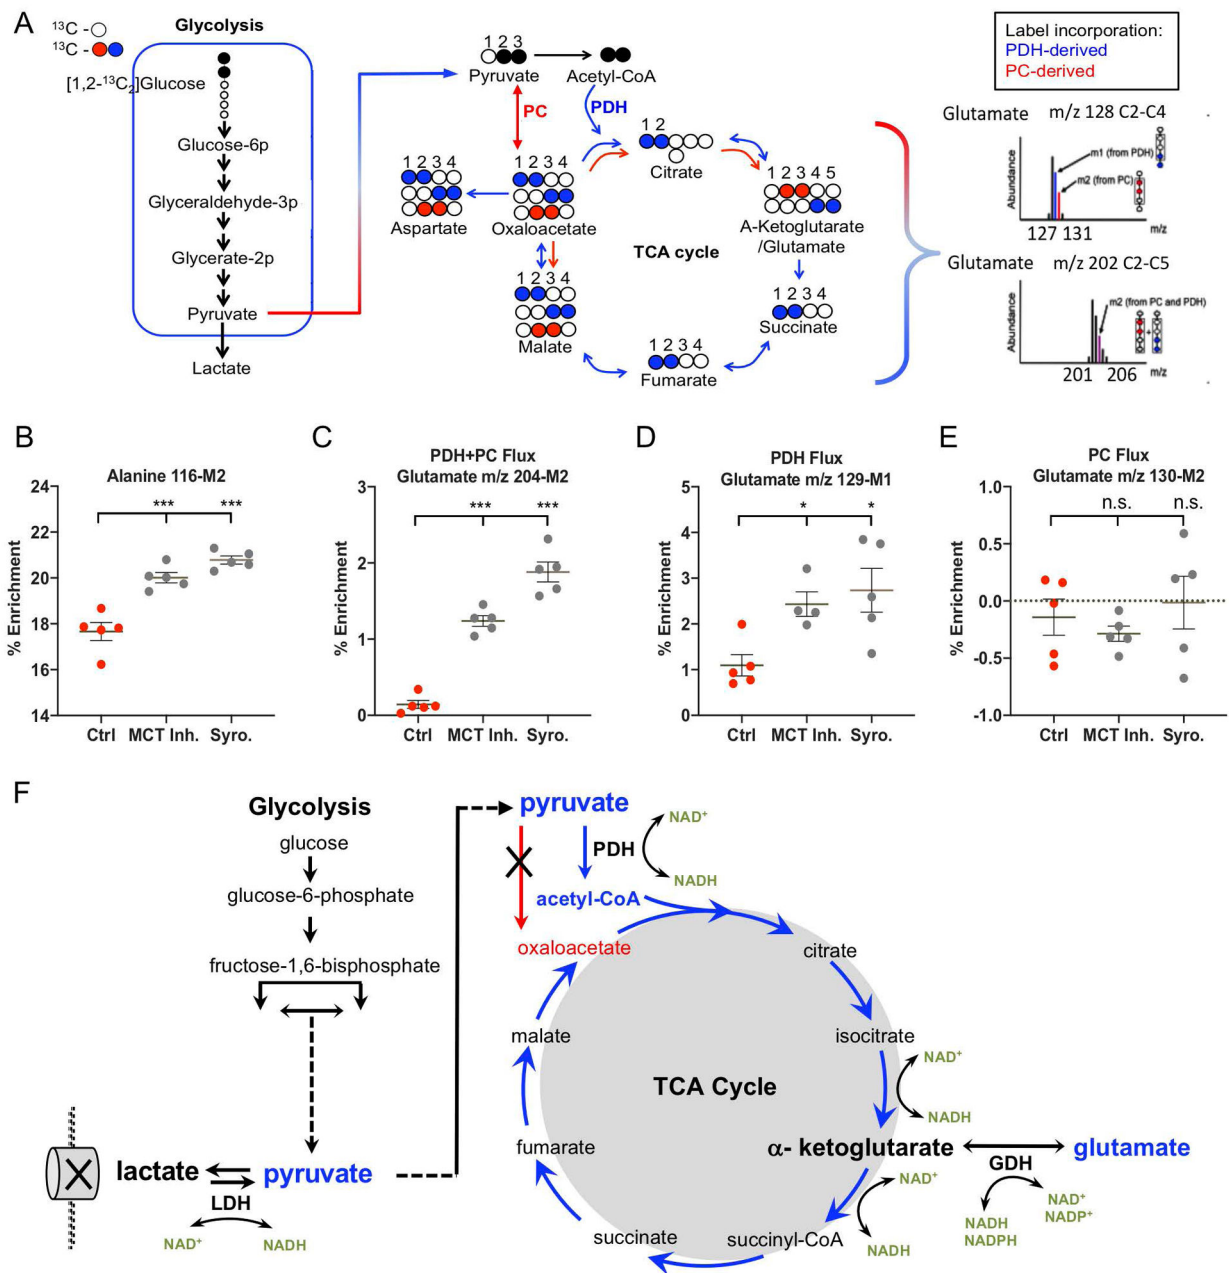 A
¹³C -
¹³C -
Glycolysis
[1,2-¹³C₂]Glucose
Glucose-6p
Glyceraldehyde-3p
Glycerate-2p
Pyruvate
Lactate
1 2 3
Pyruvate
Acetyl-CoA
PC
PDH
1 2
Citrate
1 2 3 4
Aspartate
1 2 3 4
Oxaloacetate
TCA cycle
1 2 3 4 5
A-Ketoglutarate
/Glutamate
1 2 3 4
Malate
1 2 3 4
Succinate
1 2 3 4
Fumarate
Label incorporation:
PDH-derived
PC-derived
Glutamate m/z 128 C2-C4
Abundance
m1 (from PDH)
m2 (from PC)
127 131
m/z
Glutamate m/z 202 C2-C5
Abundance
m2 (from PC and PDH)
+
201 206
m/z
B
Alanine 116-M2
% Enrichment
24
22
20
18
16
14
*** ***
Ctrl MCT Inh. Syro.
C
PDH+PC Flux
Glutamate m/z 204-M2
% Enrichment
3
2
1
0
*** ***
Ctrl MCT Inh. Syro.
D
PDH Flux
Glutamate m/z 129-M1
% Enrichment
5
4
3
2
1
0
* *
Ctrl MCT Inh. Syro.
E
PC Flux
Glutamate m/z 130-M2
% Enrichment
1.0
0.5
0.0
-0.5
-1.0
n.s. n.s.
Ctrl MCT Inh. Syro.
F
Glycolysis
glucose
glucose-6-phosphate
fructose-1,6-bisphosphate
lactate
pyruvate
LDH
NAD⁺
NADH
pyruvate
PDH
NAD⁺
NADH
acetyl-CoA
oxaloacetate
citrate
isocitrate
NAD⁺
NADH
TCA Cycle
α- ketoglutarate
glutamate
GDH
NAD⁺
NADP⁺
NADH
NADPH
NAD⁺
NADH
succinyl-CoA
succinate
fumarate
malate